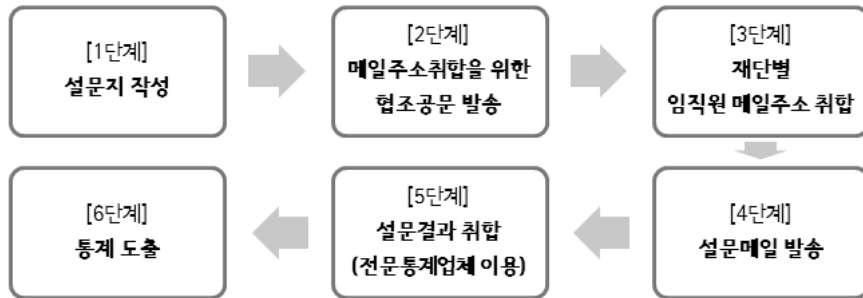 [1단계]
설문지 작성
[2단계]
메일주소취합을 위한
협조공문 발송
[3단계]
재단별
임직원 메일주소 취합
[4단계]
설문메일 발송
[5단계]
설문결과 취합
(전문통계업체 이용)
[6단계]
통계 도출